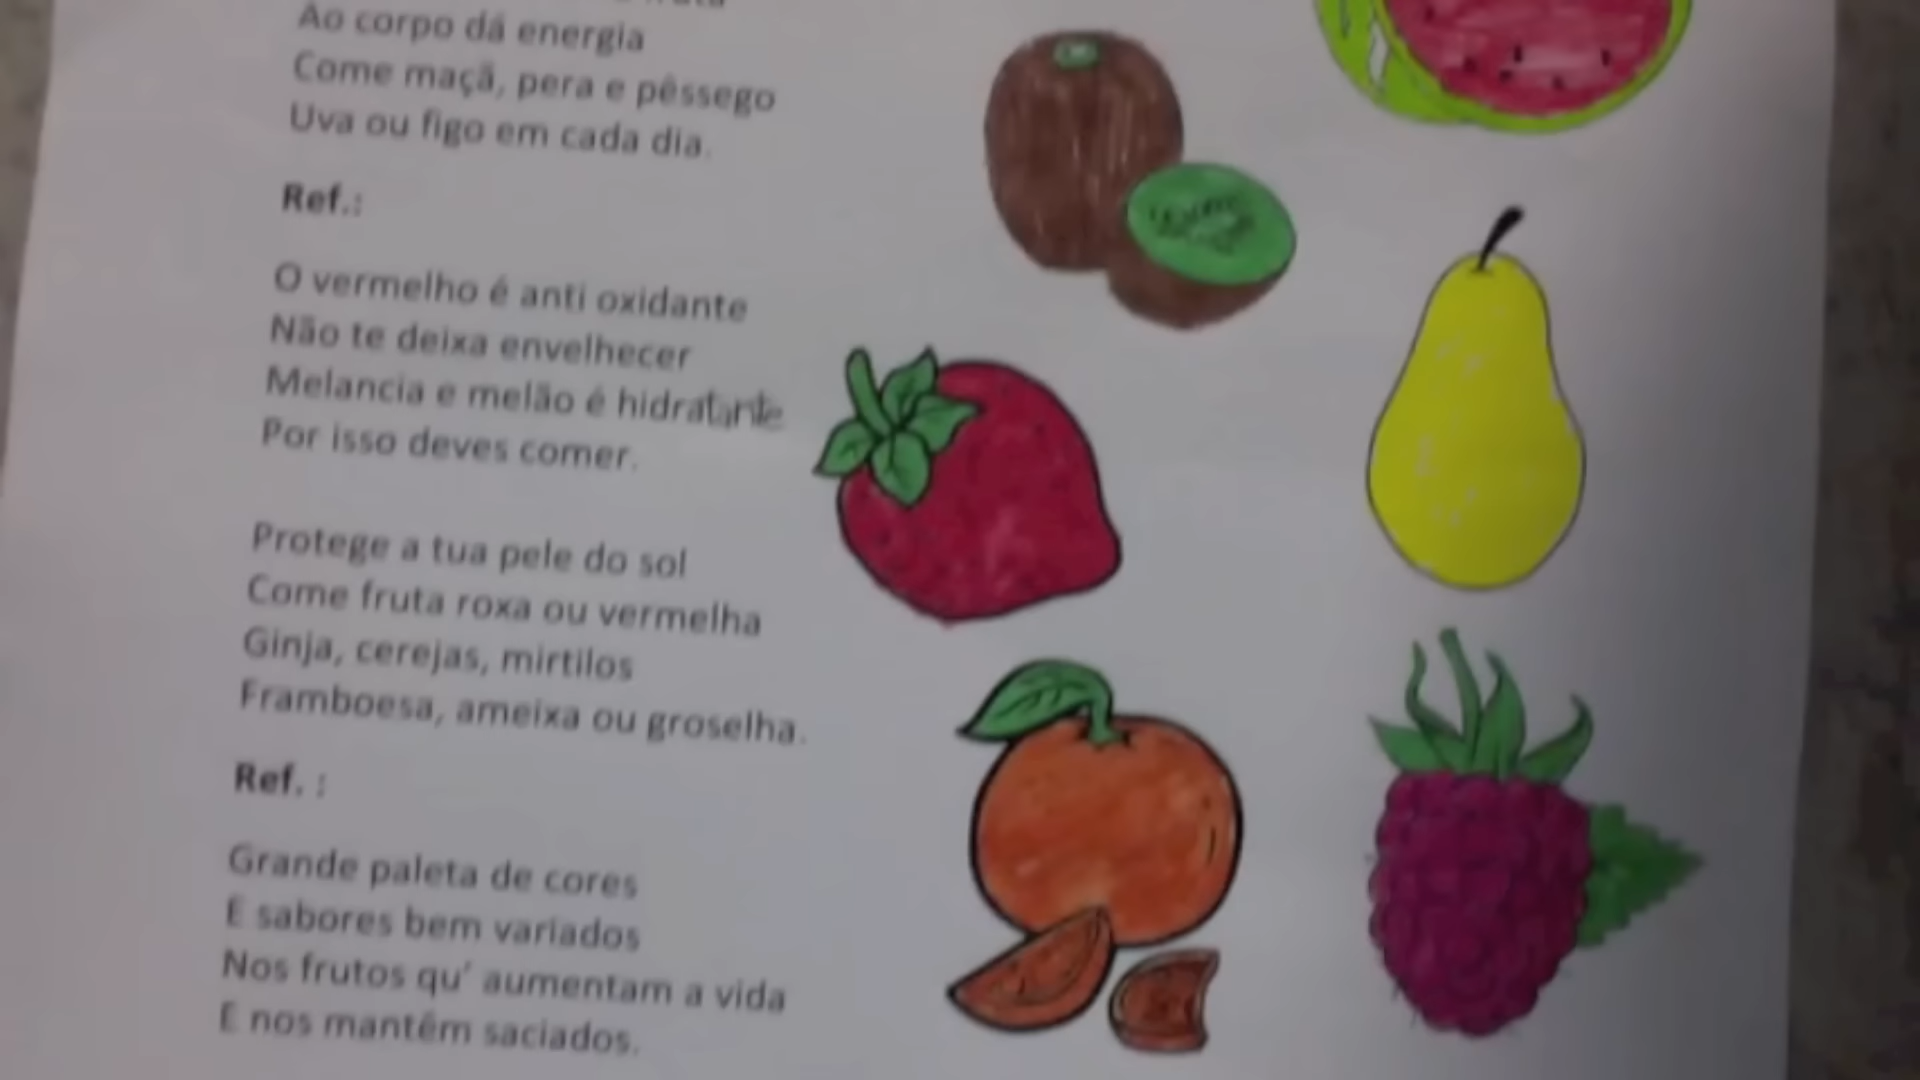 Ao corpo dá energia
Come maçã, pera e pêssego
Uva ou figo em cada dia.
Ref.:
O vermelho é anti oxidante
Não te deixa envelhecer
Melancia e melão é hidratante
Por isso deves comer.
Protege a tua pele do sol
Come fruta roxa ou vermelha
Ginja, cerejas, mirtilos
Framboesa, ameixa ou groselha.
Ref. :
Grande paleta de cores
E sabores bem variados
Nos frutos qu’ aumentam a vida
E nos mantêm saciados.